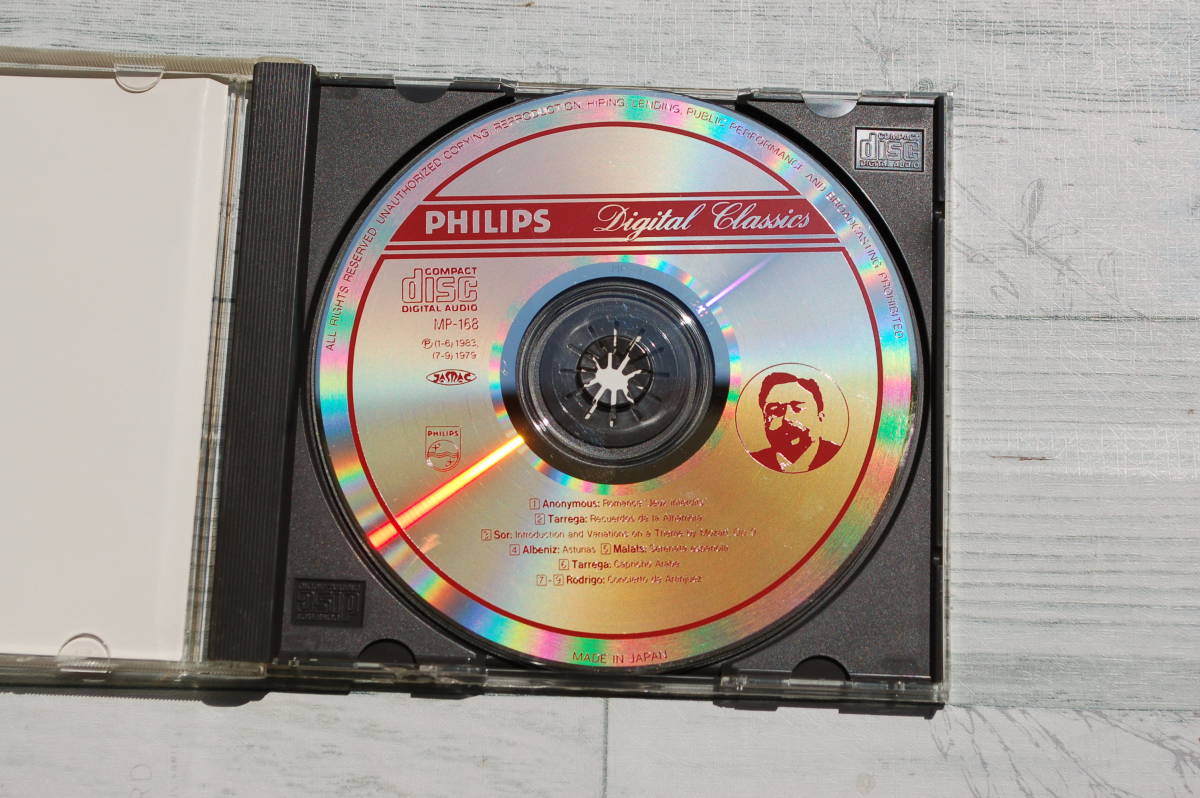 ALL RIGHTS RESERVED UNAUTHORIZED COPYING, REPRODUCTION, HIRING, LENDING, PUBLIC PERFORMANCE AND BROADCASTING PROHIBITED
COMPACT
disc
DIGITAL AUDIO
PHILIPS Digital Classics
COMPACT
disc
DIGITAL AUDIO
MP-168
℗ (1-6) 1983,
(7-9) 1979
JASRAC
PHILIPS
1 Anonymous: Romance
2 Tarrega: Recuerdos de la Alhambra
3 Sor: Introduction and Variations on a Theme by Mozart, Op. 9
4 Albeniz: Asturias 5 Malats: Serenata española
6 Tarrega: Capricho Arabe
7-9 Rodrigo: Concierto de Aranjuez
MADE IN JAPAN